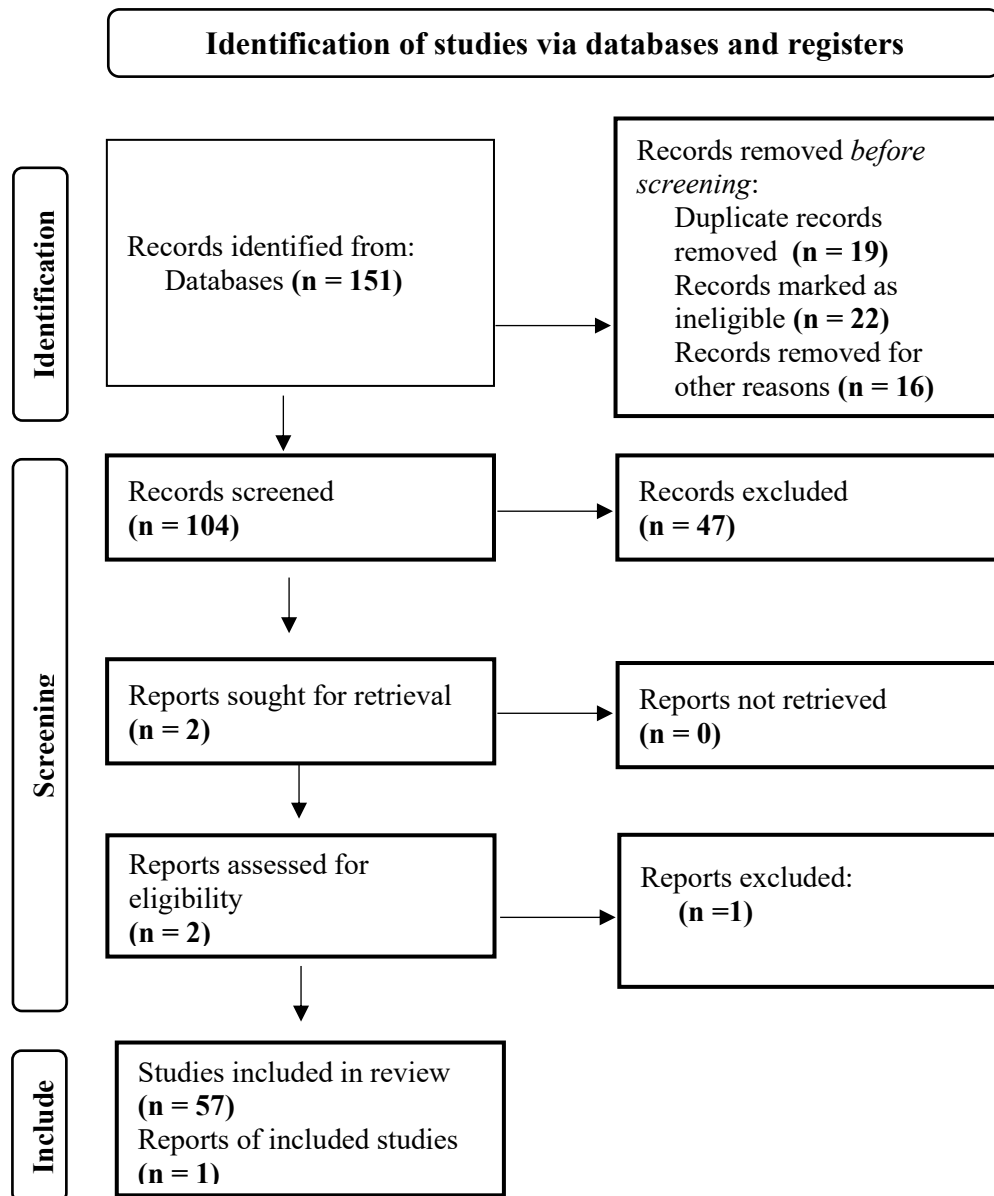 Identification of studies via databases and registers
Identification
Records identified from:
Databases (n = 151)
Records removed before
screening:
Duplicate records
removed (n = 19)
Records marked as
ineligible (n = 22)
Records removed for
other reasons (n = 16)
Screening
Records screened
(n = 104)
Records excluded
(n = 47)
Reports sought for retrieval
(n = 2)
Reports not retrieved
(n = 0)
Reports assessed for
eligibility
(n = 2)
Reports excluded:
(n =1)
Include
Studies included in review
(n = 57)
Reports of included studies
(n = 1)